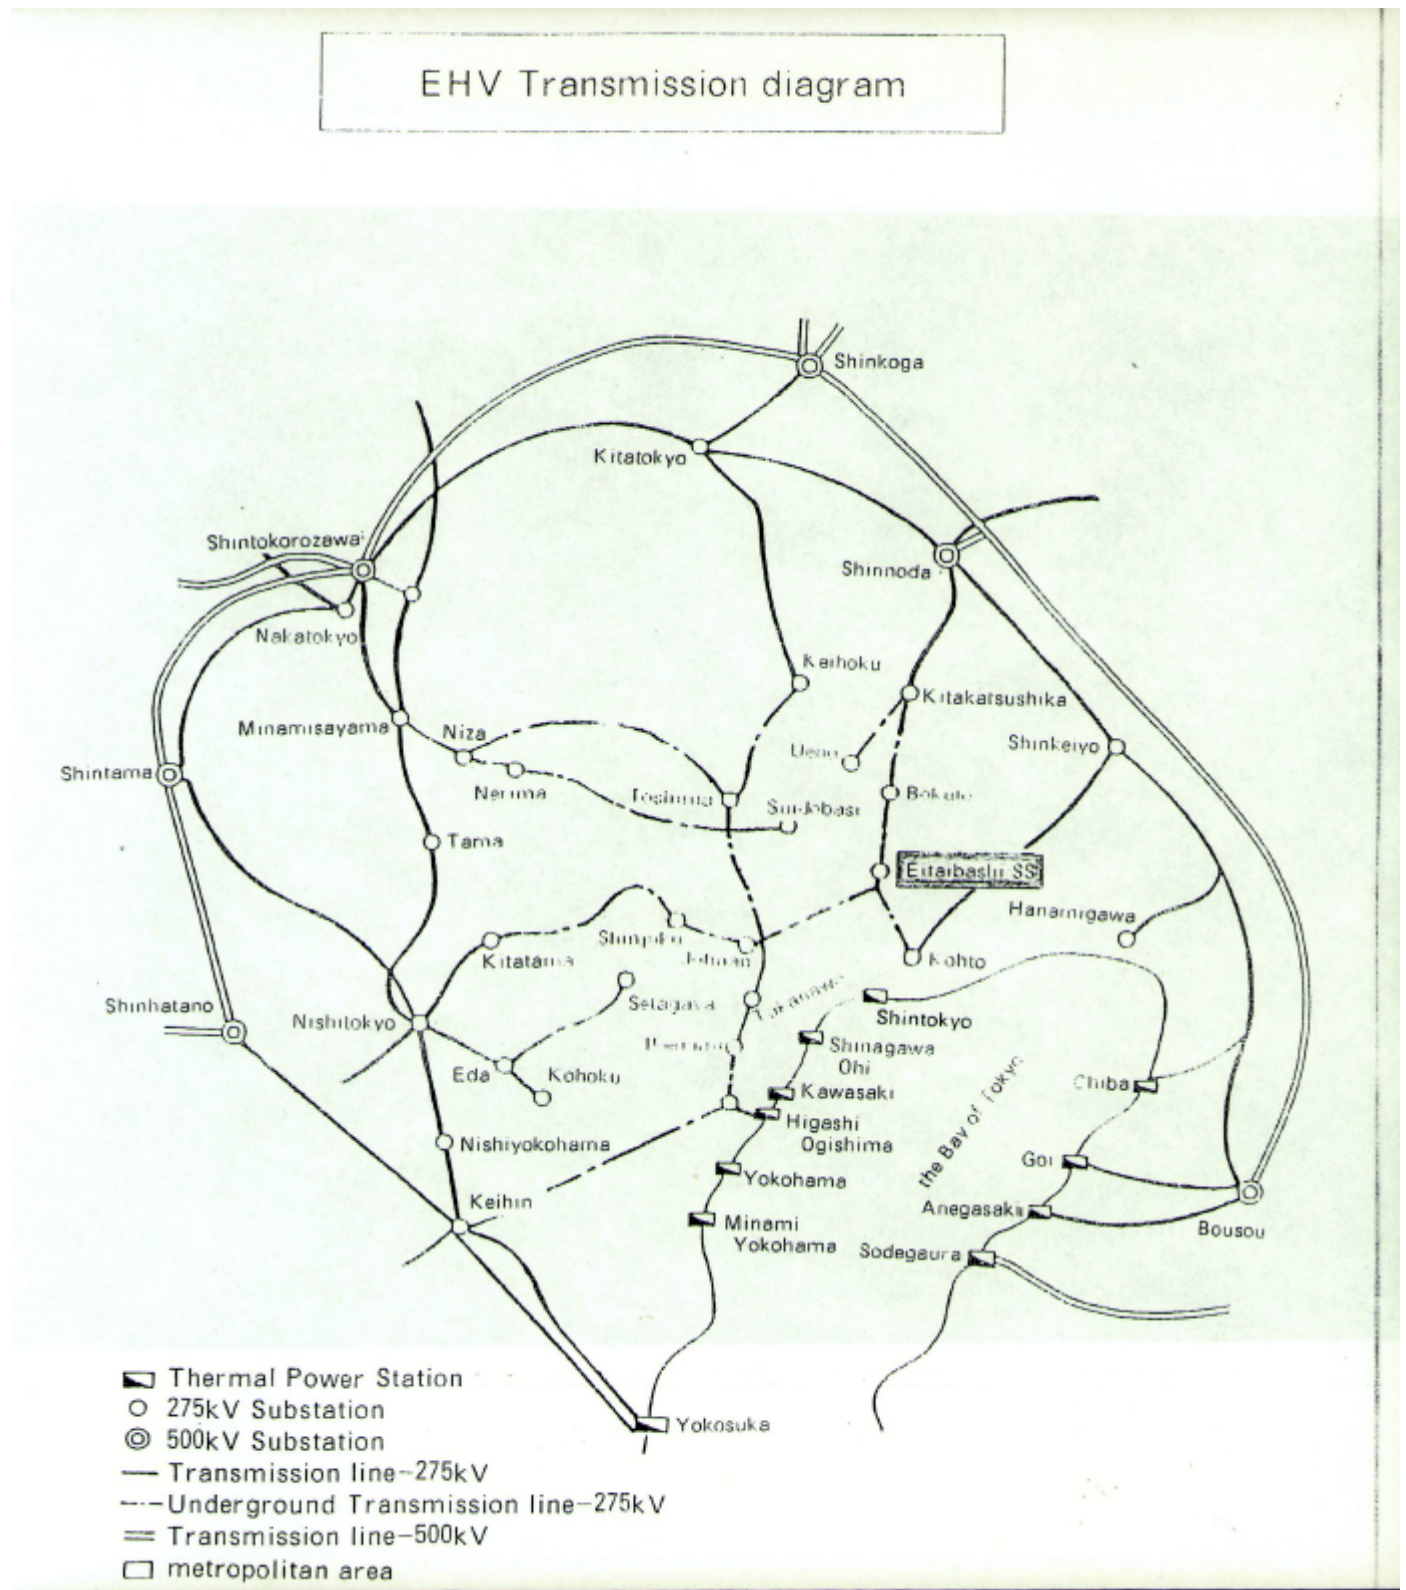 EHV Transmission diagram
Shinkoga
Kitatokyo
Shintokorozawa
Shinnoda
Nakatokyo
Keihoku
Kitakatsushika
Minamisayama
Niza
Ueno
Shinkeiyo
Shintama
Nerima
Bokuto
Tama
Eitaibashi SS
Hanamigawa
Kitatama
Kohto
Shinhatano
Setagaya
Nishitokyo
Shintokyo
Shinagawa
Ohi
Eda
Kohoku
Chiba
Kawasaki
Higashi
Ogishima
the Bay of Tokyo
Nishiyokohama
Goi
Yokohama
Keihin
Anegasaki
Minami
Yokohama
Bousou
Sodegaura
Yokosuka
Thermal Power Station
275kV Substation
500kV Substation
Transmission line-275kV
Underground Transmission line-275kV
Transmission line-500kV
metropolitan area